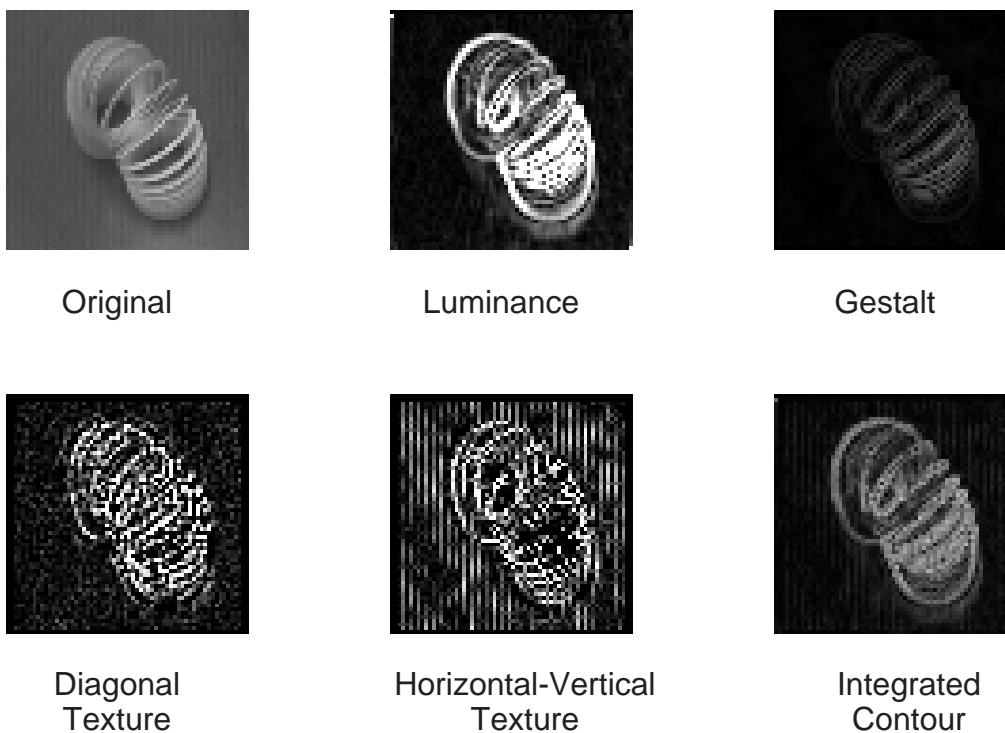 Original
Luminance
Gestalt
Diagonal
Texture
Horizontal-Vertical
Texture
Integrated
Contour